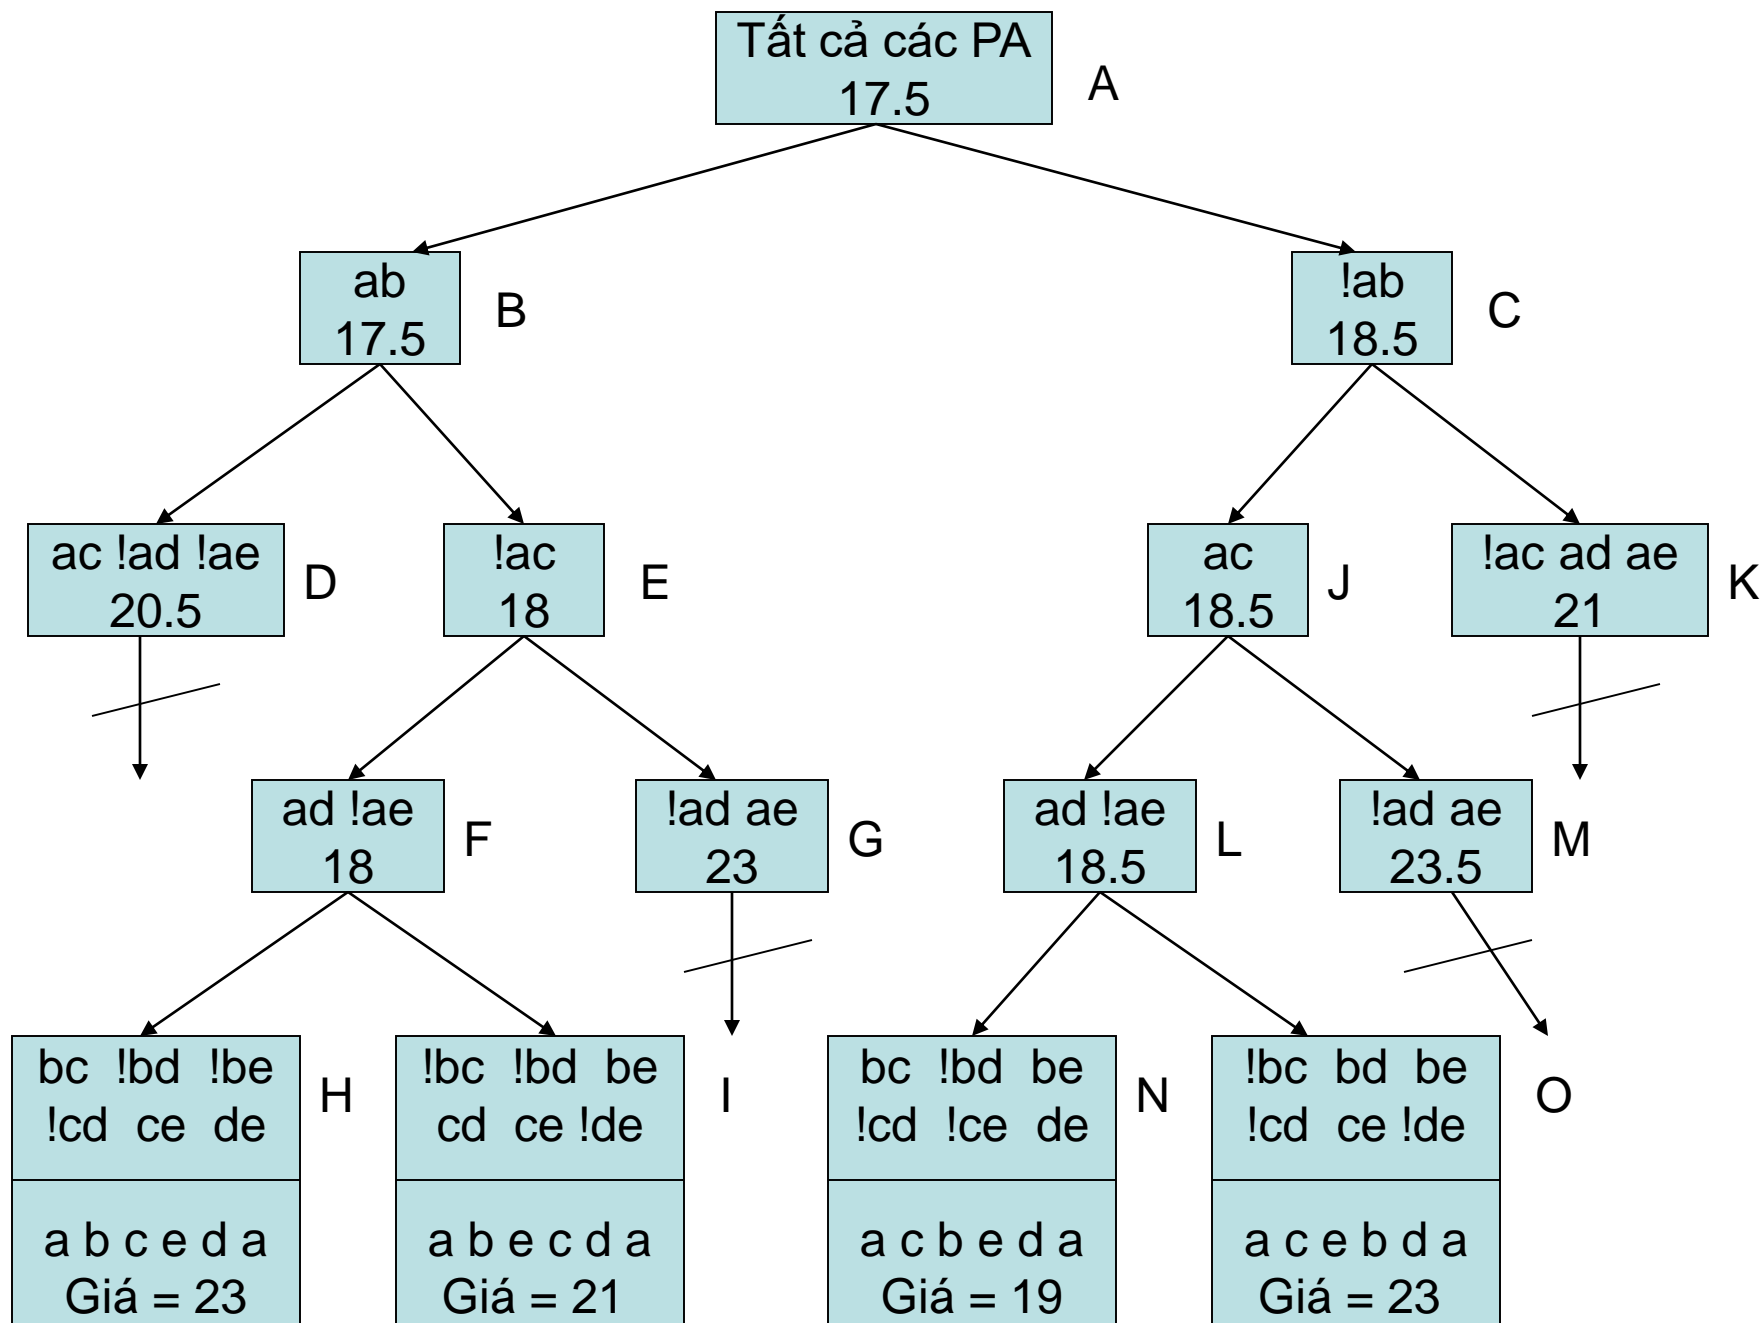 Tất cả các PA
17.5
A
ab
17.5
B
!ab
18.5
C
ac !ad !ae
20.5
D
!ac
18
E
ac
18.5
J
!ac ad ae
21
K
ad !ae
18
F
!ad ae
23
G
ad !ae
18.5
L
!ad ae
23.5
M
bc !bd !be
!cd ce de
H
a b c e d a
Giá = 23
!bc !bd be
cd ce !de
I
a b e c d a
Giá = 21
bc !bd be
!cd !ce de
N
a c b e d a
Giá = 19
!bc bd be
!cd ce !de
O
a c e b d a
Giá = 23